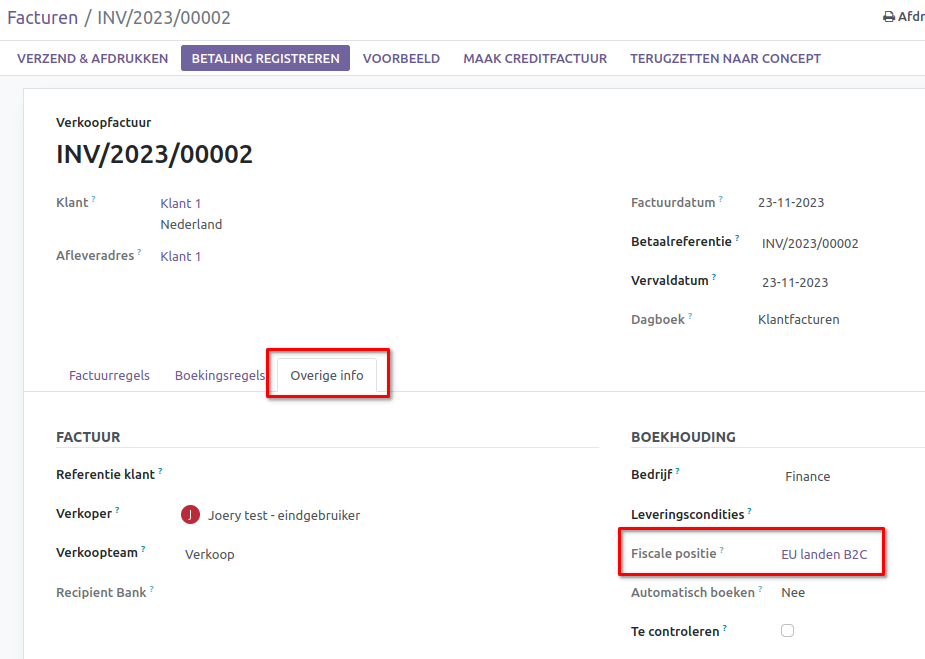 Facturen / INV/2023/00002
VERZEND & AFDRUKKEN BETALING REGISTREREN VOORBEELD MAAK CREDITFACTUUR TERUGZETTEN NAAR CONCEPT
Verkoopfactuur
INV/2023/00002
Klant ? Klant 1
Nederland
Afleveradres ? Klant 1
Factuurdatum ? 23-11-2023
Betaalreferentie ? INV/2023/00002
Vervaldatum ? 23-11-2023
Dagboek ? Klantfacturen
Factuurregels Boekingsregels Overige info
FACTUUR
Referentie klant ?
Verkoper ? J Joery test - eindgebruiker
Verkoopteam ? Verkoop
Recipient Bank ?
BOEKHOUDING
Bedrijf ? Finance
Leveringscondities ?
Fiscale positie ? EU landen B2C
Automatisch boeken ? Nee
Te controleren ?